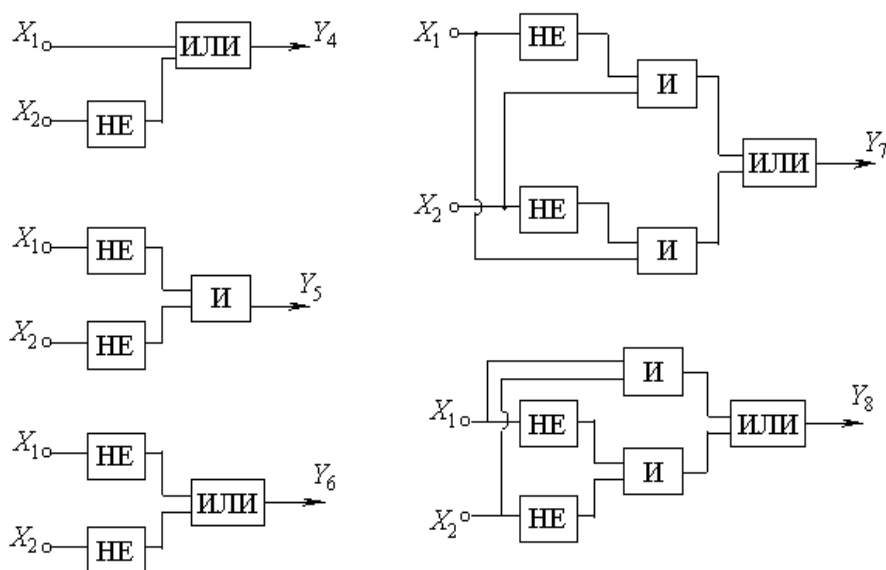 X₁ ИЛИ Y₄
X₂ НЕ
X₁ НЕ
И Y₅
X₂ НЕ
X₁ НЕ
ИЛИ Y₆
X₂ НЕ
X₁ НЕ
И
ИЛИ Y₇
X₂ НЕ
И
И
X₁ НЕ ИЛИ Y₈
И
X₂ НЕ